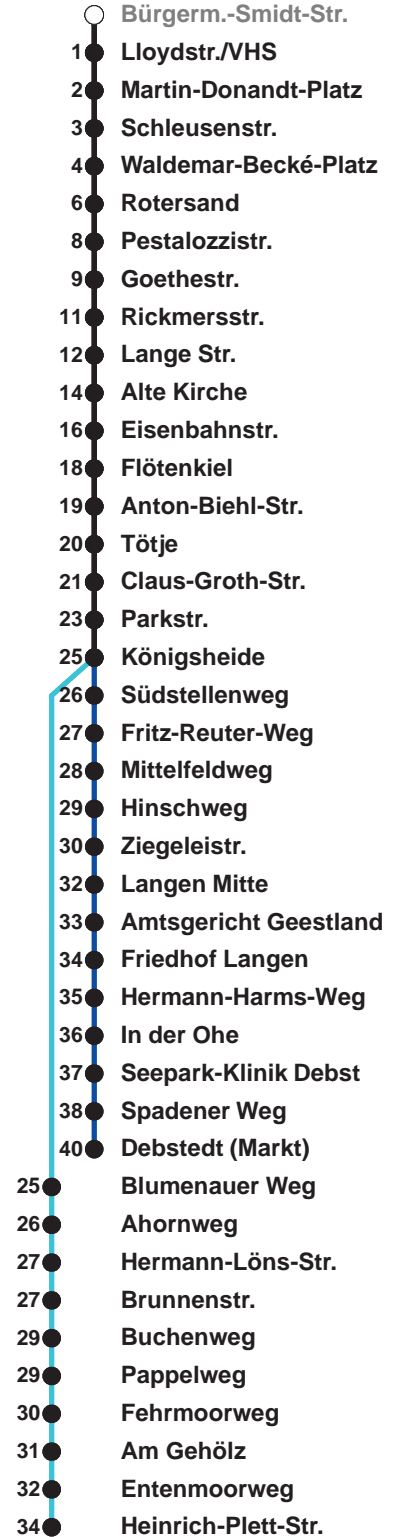 Bürgerm.-Smidt-Str.
1 Lloydstr./VHS
2 Martin-Donandt-Platz
3 Schleusenstr.
4 Waldemar-Becké-Platz
6 Rotersand
8 Pestalozzistr.
9 Goethestr.
11 Rickmersstr.
12 Lange Str.
14 Alte Kirche
16 Eisenbahnstr.
18 Flötenkiel
19 Anton-Biehl-Str.
20 Tötje
21 Claus-Groth-Str.
23 Parkstr.
25 Königsheide
26 Südstellenweg
27 Fritz-Reuter-Weg
28 Mittelfeldweg
29 Hinschweg
30 Ziegeleistr.
32 Langen Mitte
33 Amtsgericht Geestland
34 Friedhof Langen
35 Hermann-Harms-Weg
36 In der Ohe
37 Seepark-Klinik Debst
38 Spadener Weg
40 Debstedt (Markt)
25 Blumenauer Weg
26 Ahornweg
27 Hermann-Löns-Str.
27 Brunnenstr.
29 Buchenweg
29 Pappelweg
30 Fehrmoorweg
31 Am Gehölz
32 Entenmoorweg
34 Heinrich-Plett-Str.